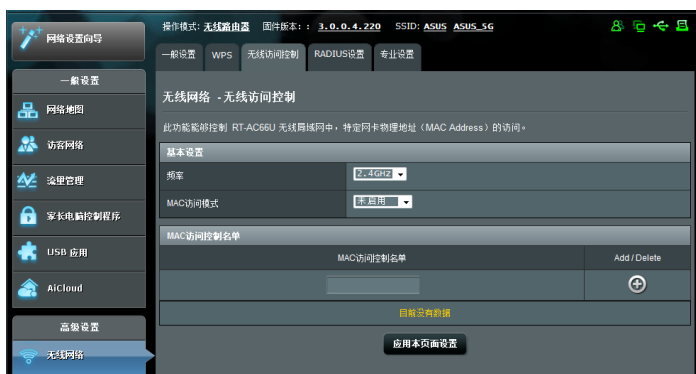 操作模式: 无线路由器 固件版本: : 3.0.0.4.220 SSID: ASUS ASUS_5G
网络设置向导
一般设置 WPS 无线访问控制 RADIUS设置 专业设置
一般设置
网络地图
访客网络
流量管理
家长电脑控制程序
USB 应用
AiCloud
高级设置
无线网络
无线网络 - 无线访问控制
此功能能够控制 RT-AC66U 无线局域网中，特定网卡物理地址（MAC Address）的访问。
基本设置
频率 2.4GHz
MAC访问模式 未启用
MAC访问控制名单
MAC访问控制名单 Add / Delete
目前没有数据
应用本页面设置